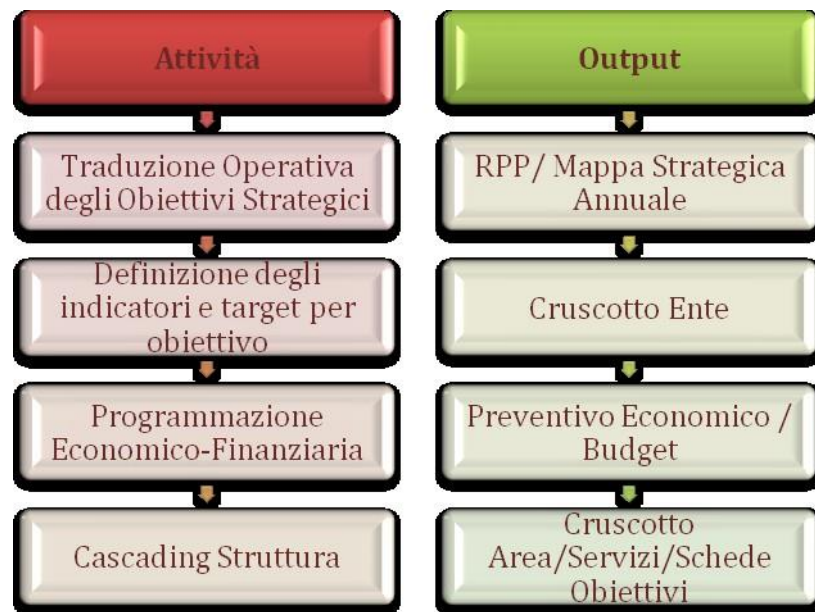 Attività
Traduzione Operativa
degli Obiettivi Strategici
Definizione degli
indicatori e target per
obiettivo
Programmazione
Economico-Finanziaria
Cascading Struttura
Output
RPP/ Mappa Strategica
Annuale
Cruscotto Ente
Preventivo Economico /
Budget
Cruscotto
Area/Servizi/Schede
Obiettivi